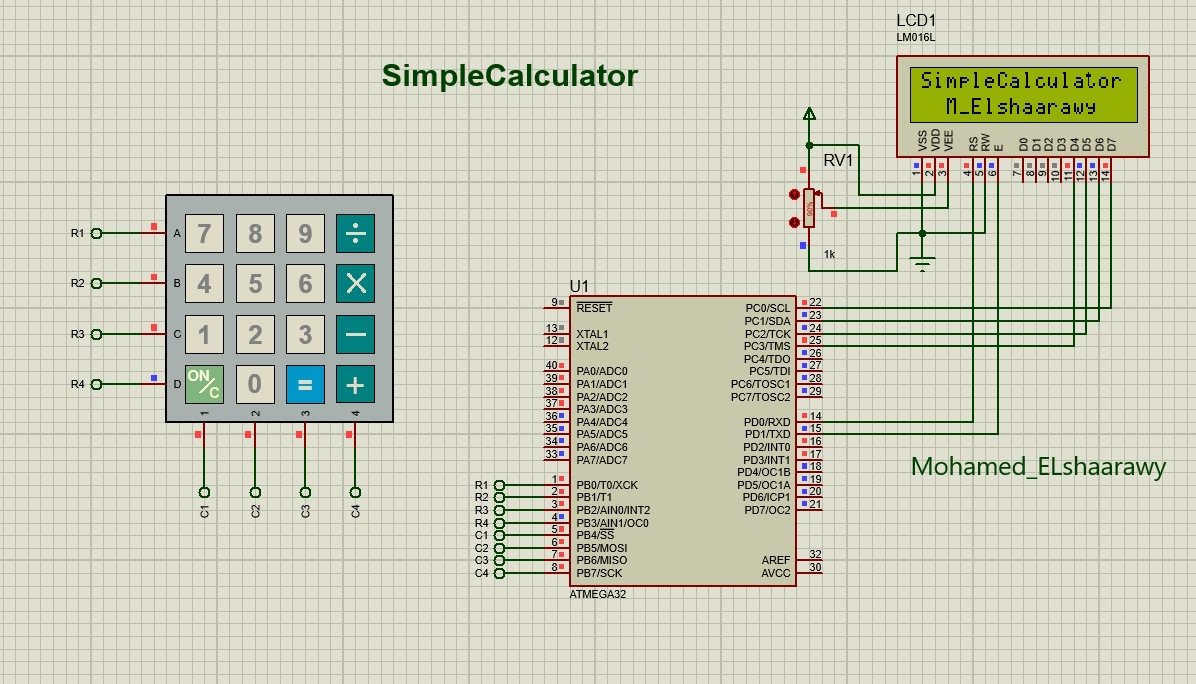 LCD1
LM016L
SimpleCalculator
SimpleCalculator
M_Elshaarawy
VSS VDD VEE RS RW E D0 D1 D2 D3 D4 D5 D6 D7
1 2 3 4 5 6 7 8 9 10 11 12 13 14
RV1
1k
R1 A 7 8 9 ÷
R2 B 4 5 6 ×
R3 C 1 2 3 −
R4 D ON/C 0 = +
1 2 3 4
C1 C2 C3 C4
U1
9 RESET
13 XTAL1
12 XTAL2
40 PA0/ADC0
39 PA1/ADC1
38 PA2/ADC2
37 PA3/ADC3
36 PA4/ADC4
35 PA5/ADC5
34 PA6/ADC6
33 PA7/ADC7
R1 1 PB0/T0/XCK
R2 2 PB1/T1
R3 3 PB2/AIN0/INT2
R4 4 PB3/AIN1/OC0
C1 5 PB4/SS
C2 6 PB5/MOSI
C3 7 PB6/MISO
C4 8 PB7/SCK
PC0/SCL 22
PC1/SDA 23
PC2/TCK 24
PC3/TMS 25
PC4/TDO 26
PC5/TDI 27
PC6/TOSC1 28
PC7/TOSC2 29
PD0/RXD 14
PD1/TXD 15
PD2/INT0 16
PD3/INT1 17
PD4/OC1B 18
PD5/OC1A 19
PD6/ICP1 20
PD7/OC2 21
AREF 32
AVCC 30
ATMEGA32
Mohamed_ELshaarawy